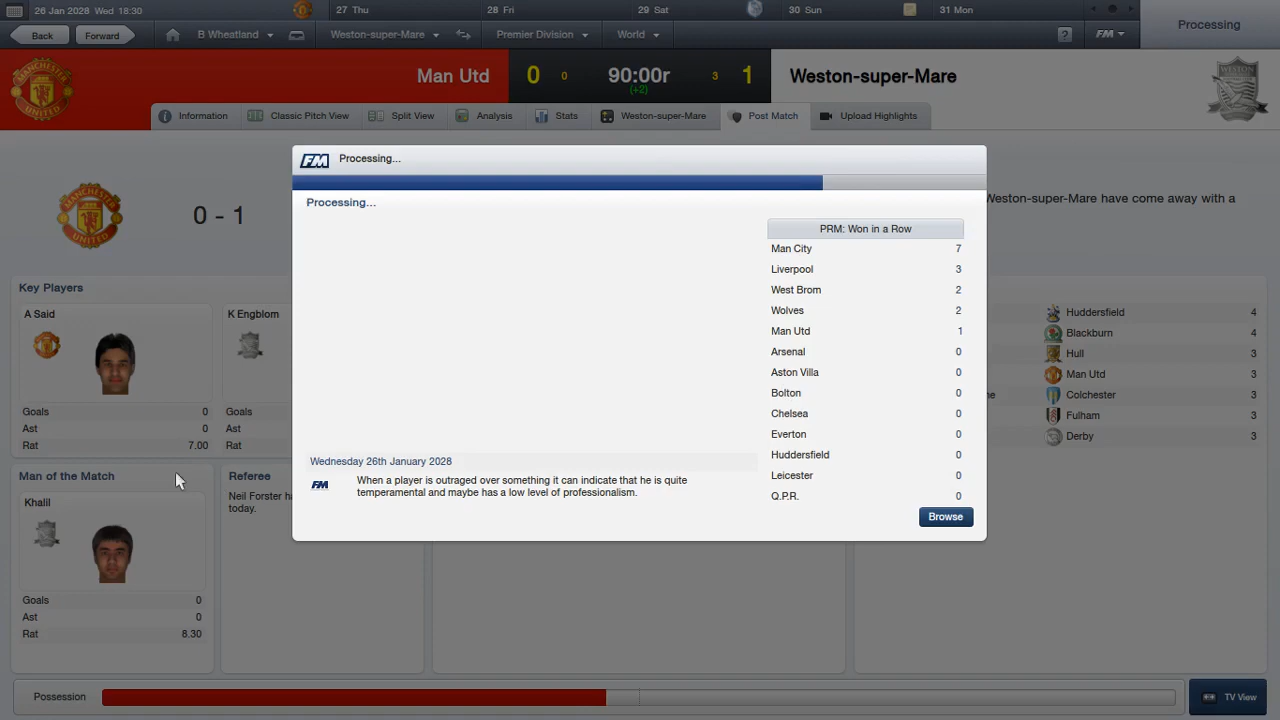 26 Jan 2028 Wed 18:30
27 Thu
28 Fri
29 Sat
30 Sun
31 Mon
Processing
Back
Forward
B Wheatland
Weston-super-Mare
Premier Division
World
?
FM
Man Utd
0
0
90:00r
(+2)
3
1
Weston-super-Mare
Information
Classic Pitch View
Split View
Analysis
Stats
Weston-super-Mare
Post Match
Upload Highlights
FM Processing...
Processing...
0 - 1
Weston-super-Mare have come away with a
PRM: Won in a Row
Man City 7
Liverpool 3
West Brom 2
Wolves 2
Man Utd 1
Arsenal 0
Aston Villa 0
Bolton 0
Chelsea 0
Everton 0
Huddersfield 0
Leicester 0
Q.P.R. 0
Browse
Wednesday 26th January 2028
FM
When a player is outraged over something it can indicate that he is quite
temperamental and maybe has a low level of professionalism.
Key Players
A Said
Goals 0
Ast 0
Rat 7.00
K Engblom
Goals
Ast
Rat
Huddersfield 4
Blackburn 4
Hull 3
Man Utd 3
Colchester 3
Fulham 3
Derby 3
Man of the Match
Khalil
Goals 0
Ast 0
Rat 8.30
Referee
Neil Forster
today.
Possession
TV View